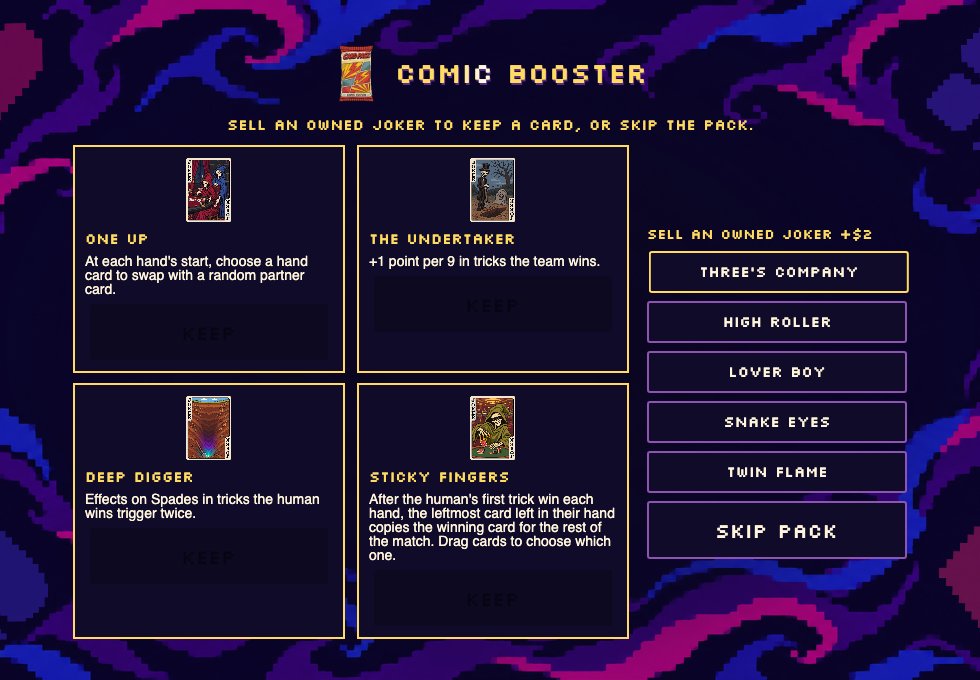 COMIC BOOSTER
SELL AN OWNED JOKER TO KEEP A CARD, OR SKIP THE PACK.
ONE UP
At each hand's start, choose a hand
card to swap with a random partner
card.
KEEP
THE UNDERTAKER
+1 point per 9 in tricks the team wins.
KEEP
DEEP DIGGER
Effects on Spades in tricks the human
wins trigger twice.
KEEP
STICKY FINGERS
After the human's first trick win each
hand, the leftmost card left in their hand
copies the winning card for the rest of
the match. Drag cards to choose which
one.
KEEP
SELL AN OWNED JOKER +$2
THREE'S COMPANY
HIGH ROLLER
LOVER BOY
SNAKE EYES
TWIN FLAME
SKIP PACK